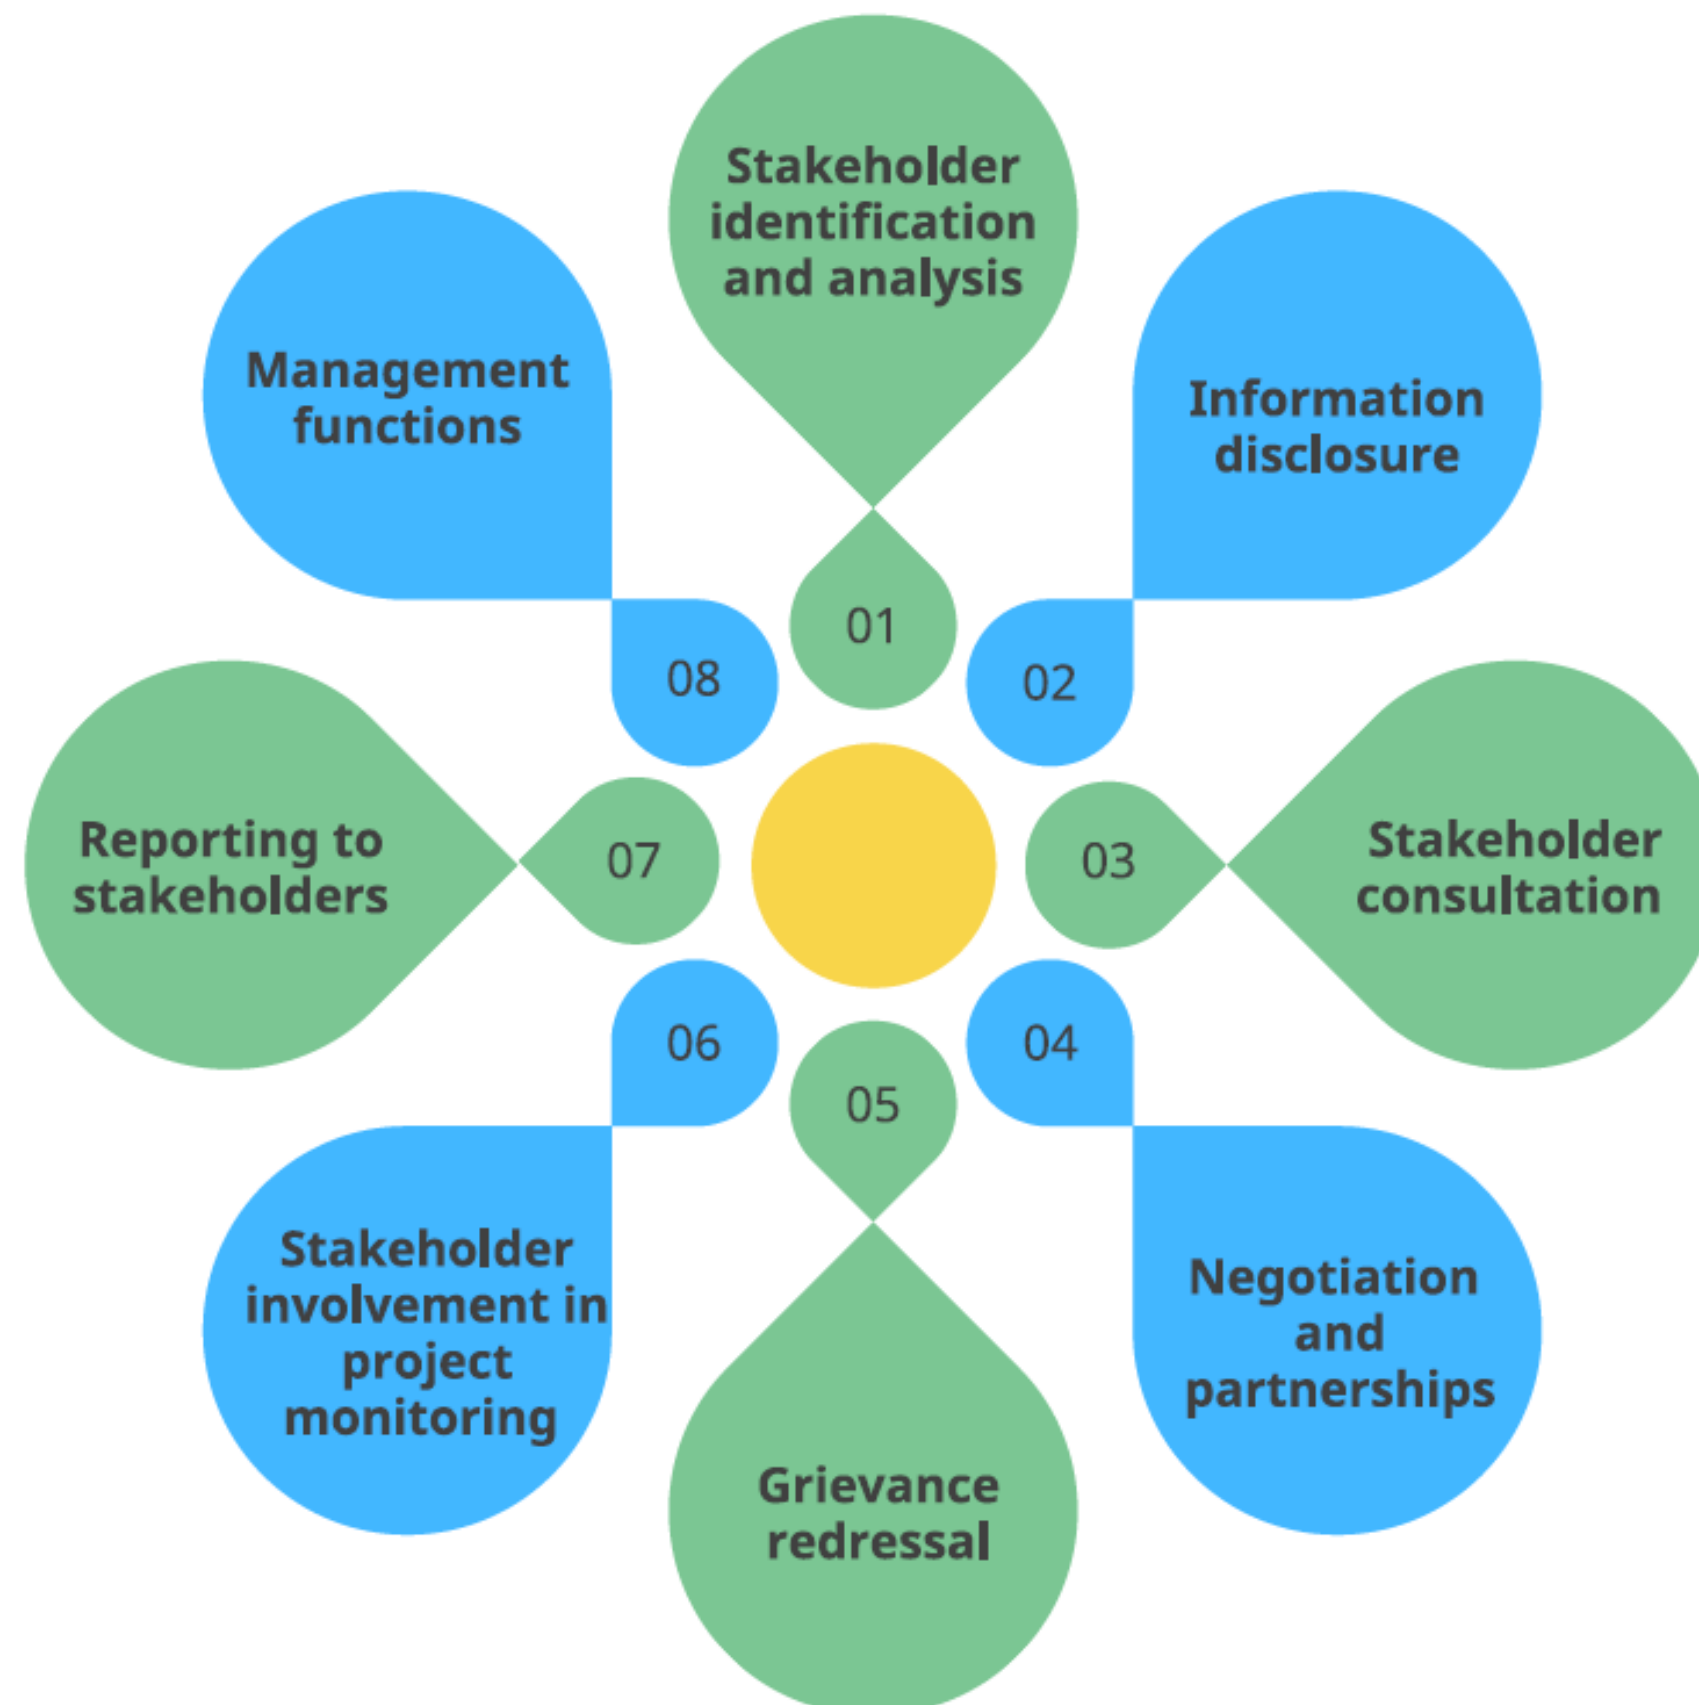 Stakeholder
identification
and analysis
01
Information
disclosure
02
Stakeholder
consultation
03
Negotiation
and
partnerships
04
Grievance
redressal
05
Stakeholder
involvement in
project
monitoring
06
Reporting to
stakeholders
07
Management
functions
08